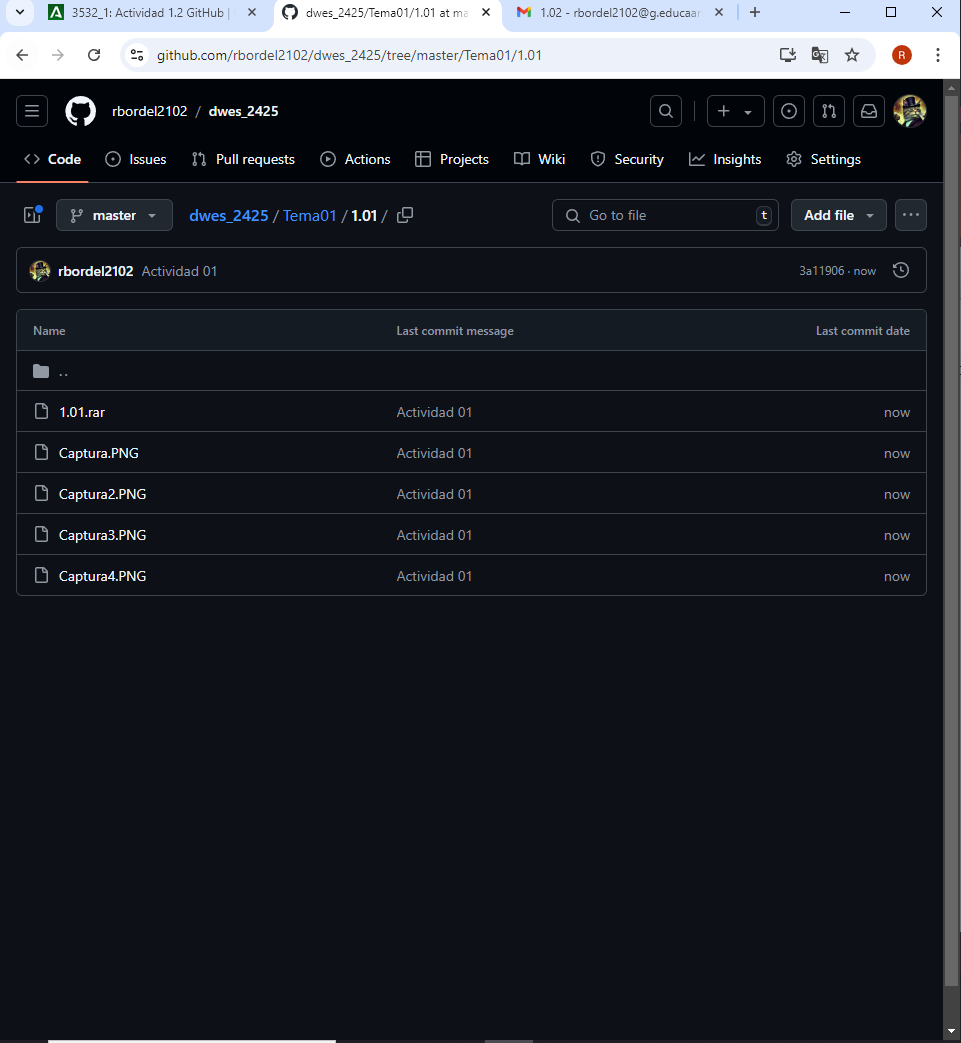 3532_1: Actividad 1.2 GitHub | dwes_2425/Tema01/1.01 at ma 1.02 - rbordel2102@g.educaar
github.com/rbordel2102/dwes_2425/tree/master/Tema01/1.01 R
rbordel2102 / dwes_2425
Code Issues Pull requests Actions Projects Wiki Security Insights Settings
master dwes_2425 / Tema01 / 1.01 / Go to file t Add file
rbordel2102 Actividad 01 3a11906 · now
Name Last commit message Last commit date
..
1.01.rar Actividad 01 now
Captura.PNG Actividad 01 now
Captura2.PNG Actividad 01 now
Captura3.PNG Actividad 01 now
Captura4.PNG Actividad 01 now